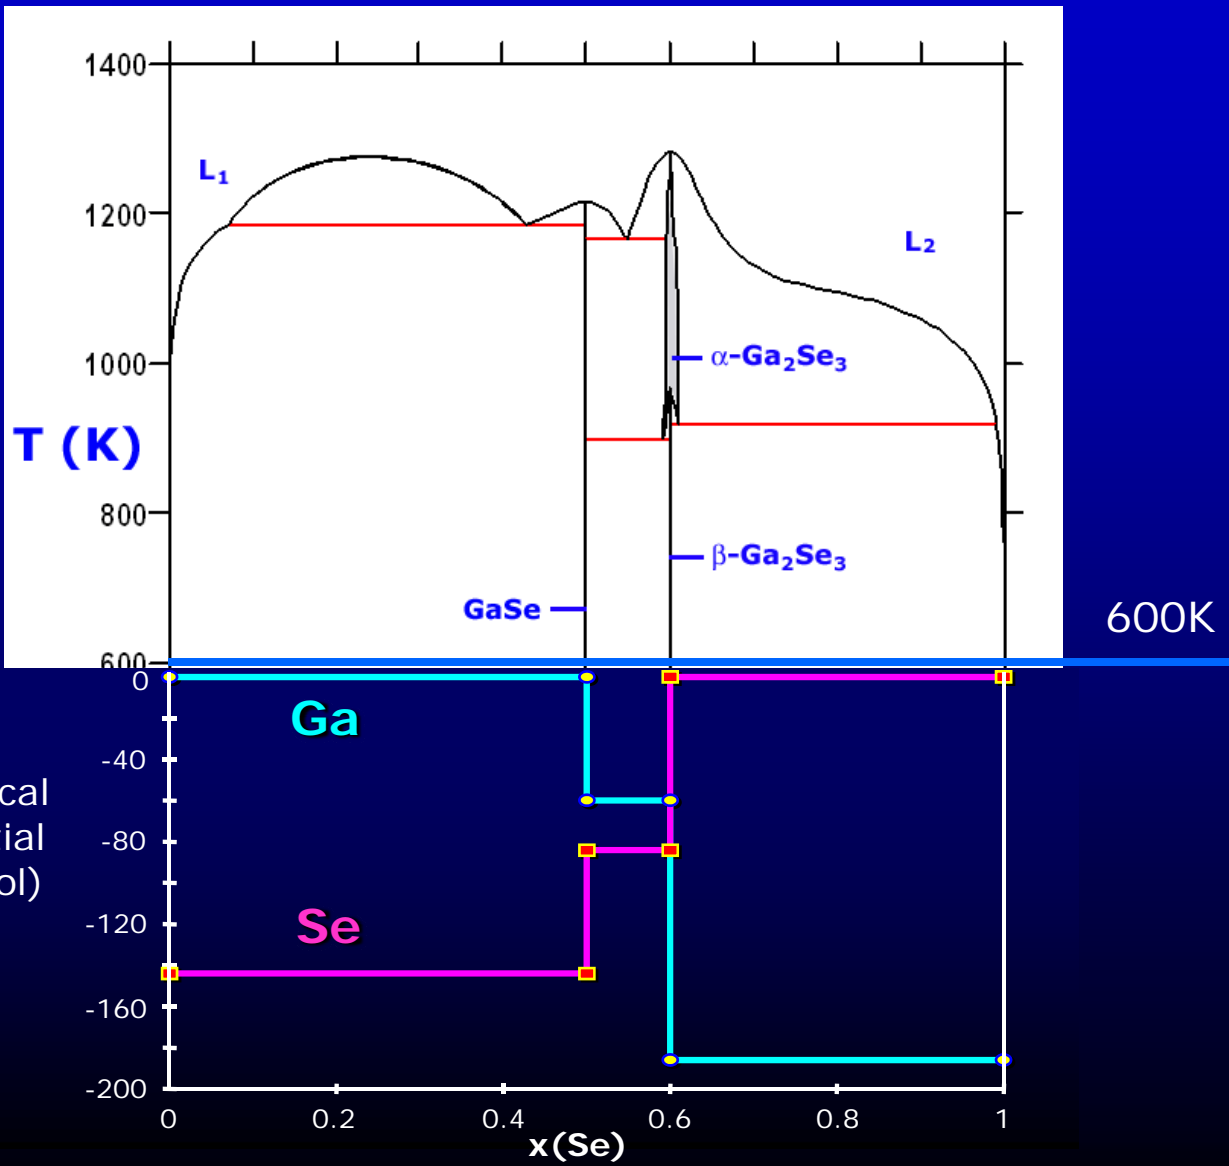 1400
L₁
1200
L₂
1000
α-Ga₂Se₃
T (K)
800
β-Ga₂Se₃
GaSe
600K
600
0
Ga
-40
cal
ial
-80
ol)
-120
Se
-160
-200
0 0.2 0.4 0.6 0.8 1
x(Se)